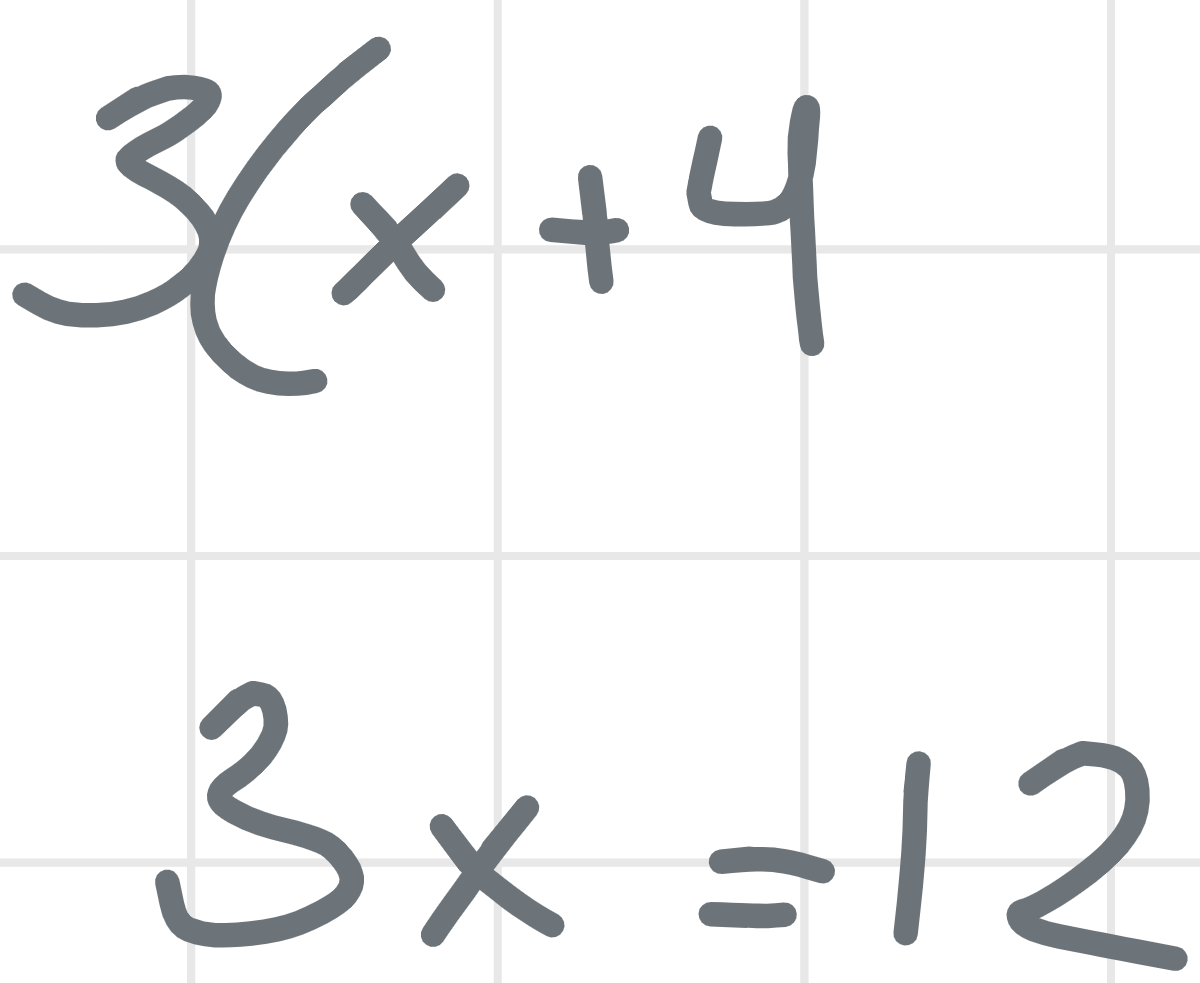 3(x + 4
3x = 12